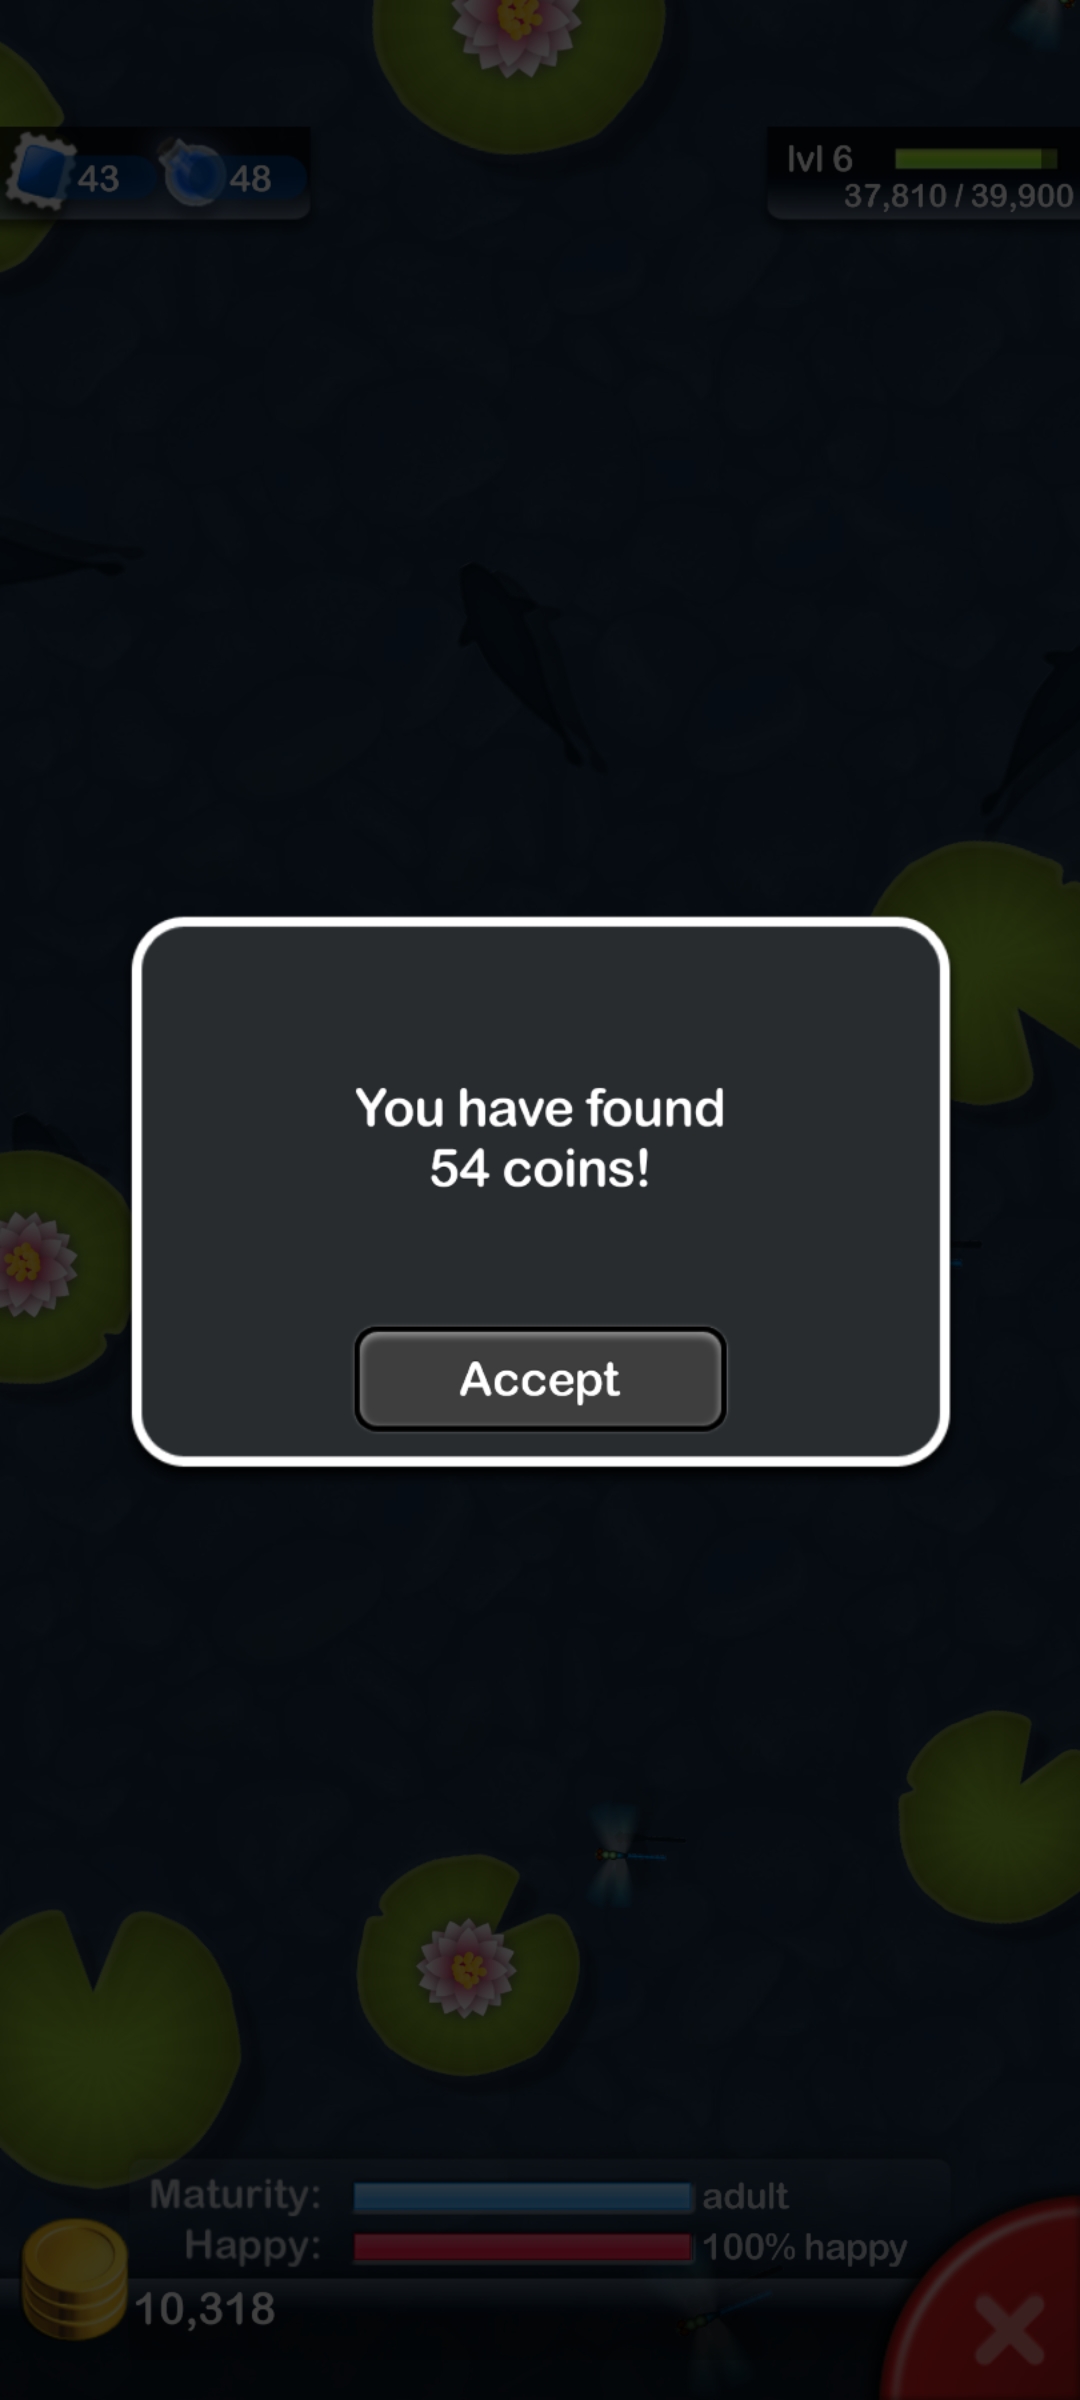 43 48
lvl 6
37,810 / 39,900
You have found
54 coins!
Accept
Maturity: adult
Happy: 100% happy
10,318